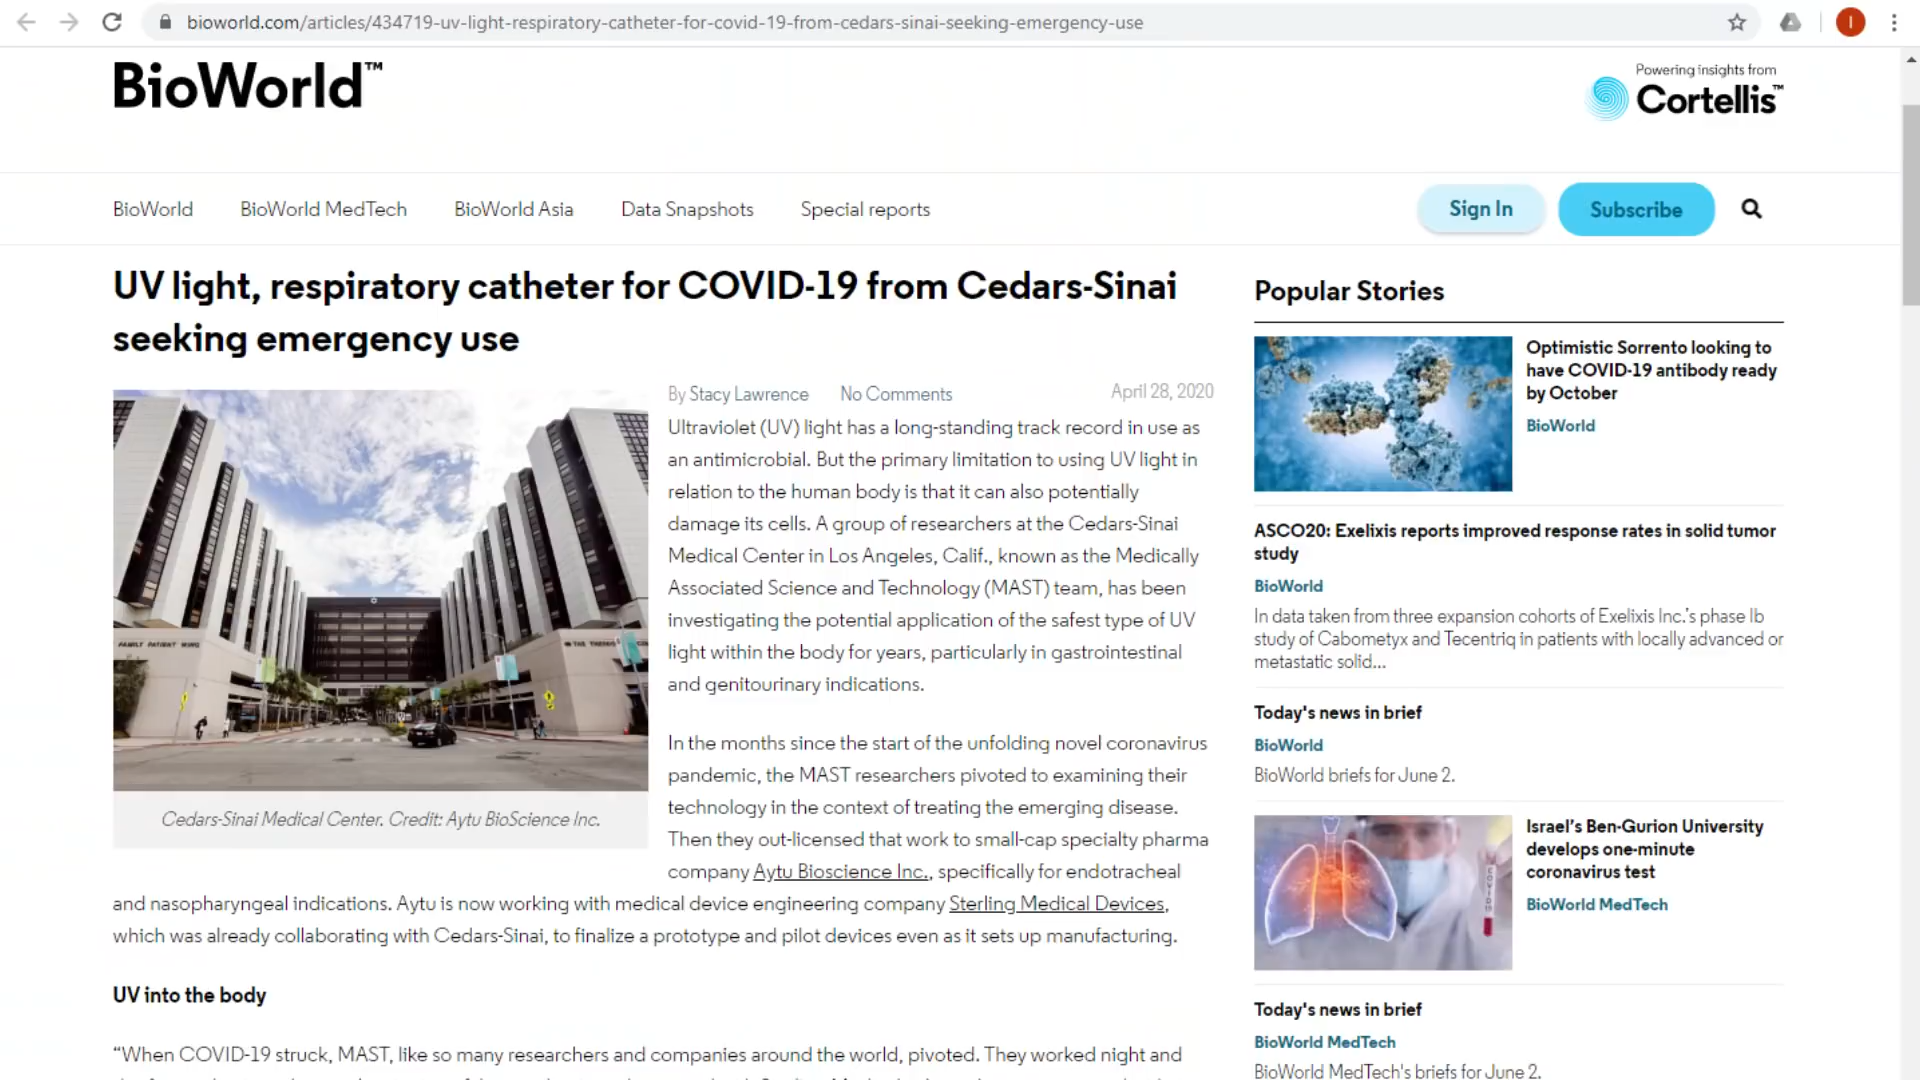 bioworld.com/articles/434719-uv-light-respiratory-catheter-for-covid-19-from-cedars-sinai-seeking-emergency-use
I
BioWorld™
Powering insights from
Cortellis™
BioWorld
BioWorld MedTech
BioWorld Asia
Data Snapshots
Special reports
Sign In
Subscribe
UV light, respiratory catheter for COVID-19 from Cedars-Sinai
seeking emergency use
By Stacy Lawrence
No Comments
April 28, 2020
FAMILY PATIENT WING
Cedars-Sinai Medical Center. Credit: Aytu BioScience Inc.
Ultraviolet (UV) light has a long-standing track record in use as
an antimicrobial. But the primary limitation to using UV light in
relation to the human body is that it can also potentially
damage its cells. A group of researchers at the Cedars-Sinai
Medical Center in Los Angeles, Calif., known as the Medically
Associated Science and Technology (MAST) team, has been
investigating the potential application of the safest type of UV
light within the body for years, particularly in gastrointestinal
and genitourinary indications.
In the months since the start of the unfolding novel coronavirus
pandemic, the MAST researchers pivoted to examining their
technology in the context of treating the emerging disease.
Then they out-licensed that work to small-cap specialty pharma
company Aytu Bioscience Inc., specifically for endotracheal
and nasopharyngeal indications. Aytu is now working with medical device engineering company Sterling Medical Devices,
which was already collaborating with Cedars-Sinai, to finalize a prototype and pilot devices even as it sets up manufacturing.
UV into the body
“When COVID-19 struck, MAST, like so many researchers and companies around the world, pivoted. They worked night and
Popular Stories
Optimistic Sorrento looking to
have COVID-19 antibody ready
by October
BioWorld
ASCO20: Exelixis reports improved response rates in solid tumor
study
BioWorld
In data taken from three expansion cohorts of Exelixis Inc.’s phase Ib
study of Cabometyx and Tecentriq in patients with locally advanced or
metastatic solid...
Today's news in brief
BioWorld
BioWorld briefs for June 2.
Israel’s Ben-Gurion University
develops one-minute
coronavirus test
BioWorld MedTech
COVID-19
Today's news in brief
BioWorld MedTech
BioWorld MedTech's briefs for June 2.